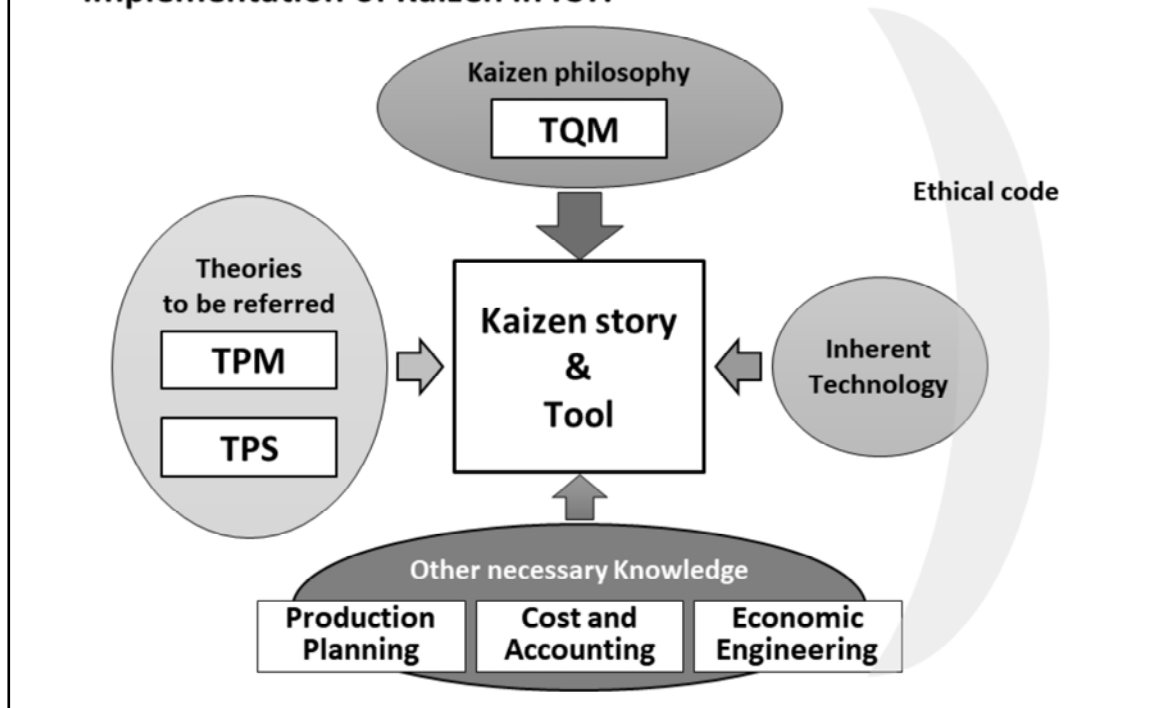 Kaizen philosophy
TQM
Ethical code
Theories
to be referred
TPM
TPS
Kaizen story
&
Tool
Inherent
Technology
Other necessary Knowledge
Production
Planning
Cost and
Accounting
Economic
Engineering